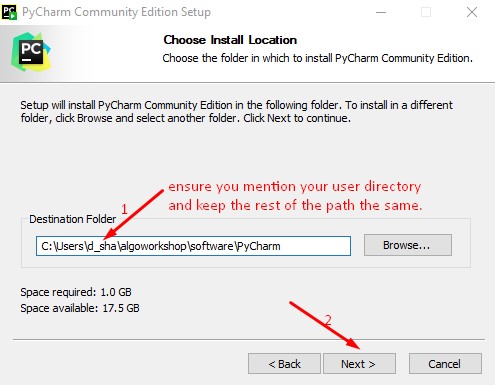 PyCharm Community Edition Setup
PC
Choose Install Location
Choose the folder in which to install PyCharm Community Edition.
Setup will install PyCharm Community Edition in the following folder. To install in a different
folder, click Browse and select another folder. Click Next to continue.
ensure you mention your user directory
1
and keep the rest of the path the same.
Destination Folder
C:\Users\d_sha\algoworkshop\software\PyCharm
Browse...
Space required: 1.0 GB
Space available: 17.5 GB
2
< Back
Next >
Cancel